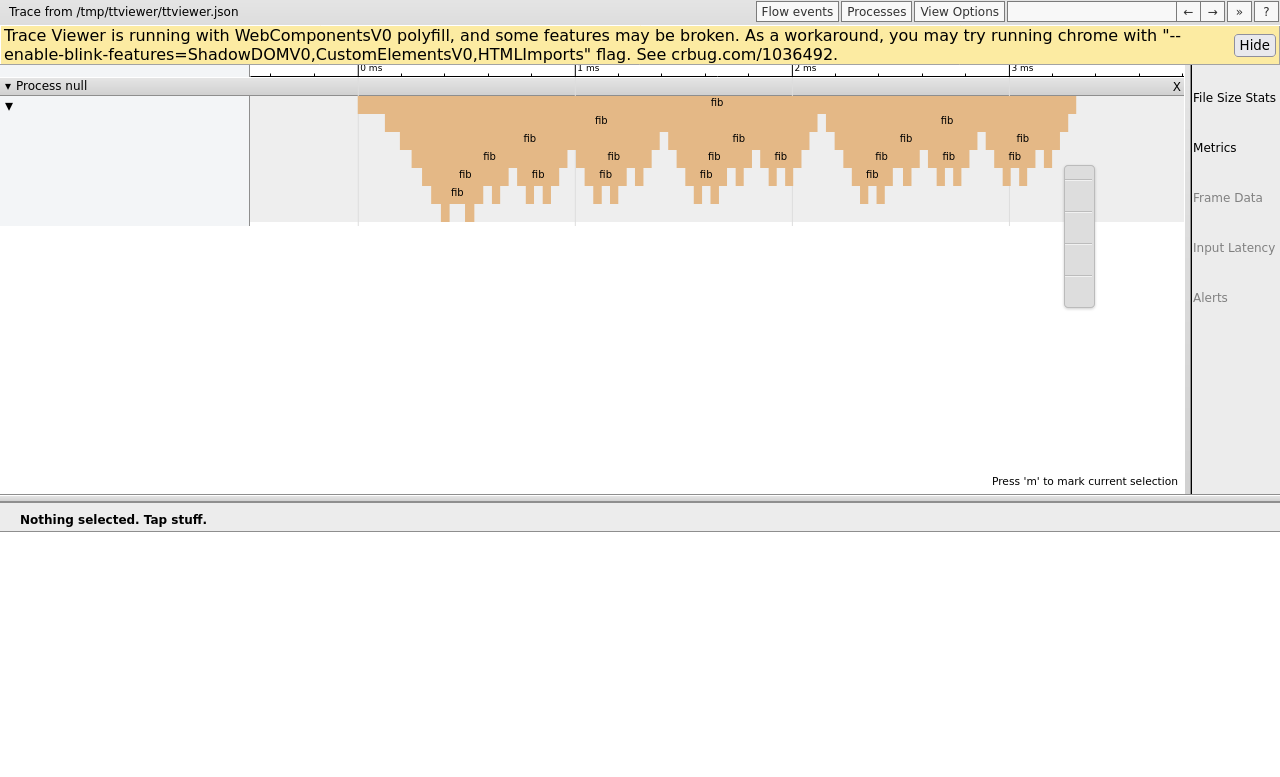 Trace from /tmp/ttviewer/ttviewer.json
Flow events Processes View Options ← → » ?
Trace Viewer is running with WebComponentsV0 polyfill, and some features may be broken. As a workaround, you may try running chrome with "--
enable-blink-features=ShadowDOMV0,CustomElementsV0,HTMLImports" flag. See crbug.com/1036492.
Hide
0 ms 1 ms 2 ms 3 ms
▾ Process null X
▼
fib
fib fib
fib fib fib fib
fib fib fib fib fib fib fib
fib fib fib fib fib
fib
File Size Stats
Metrics
Frame Data
Input Latency
Alerts
Press 'm' to mark current selection
Nothing selected. Tap stuff.